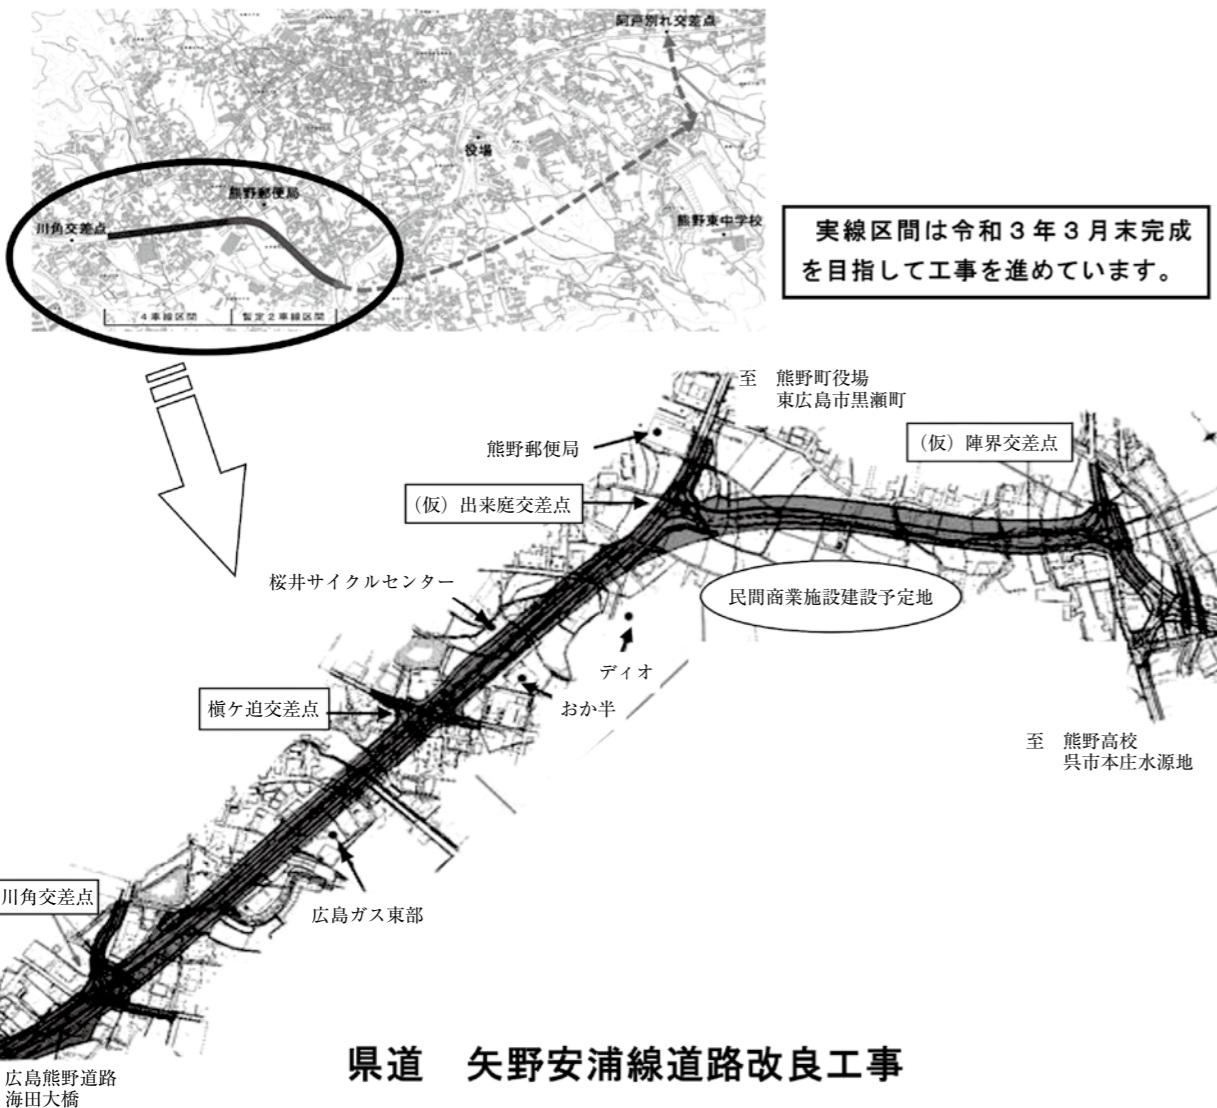 阿戸別れ交差点
役場
熊野郵便局
川角交差点
熊野東中学校
4車線区間
暫定2車線区間
実線区間は令和3年3月末完成
を目指して工事を進めています。
至 熊野町役場
東広島市黒瀬町
熊野郵便局
（仮）陣界交差点
（仮）出来庭交差点
桜井サイクルセンター
民間商業施設建設予定地
ディオ
おか半
槇ケ迫交差点
至 熊野高校
呉市本庄水源地
川角交差点
広島ガス東部
県道 矢野安浦線道路改良工事
広島熊野道路
海田大橋